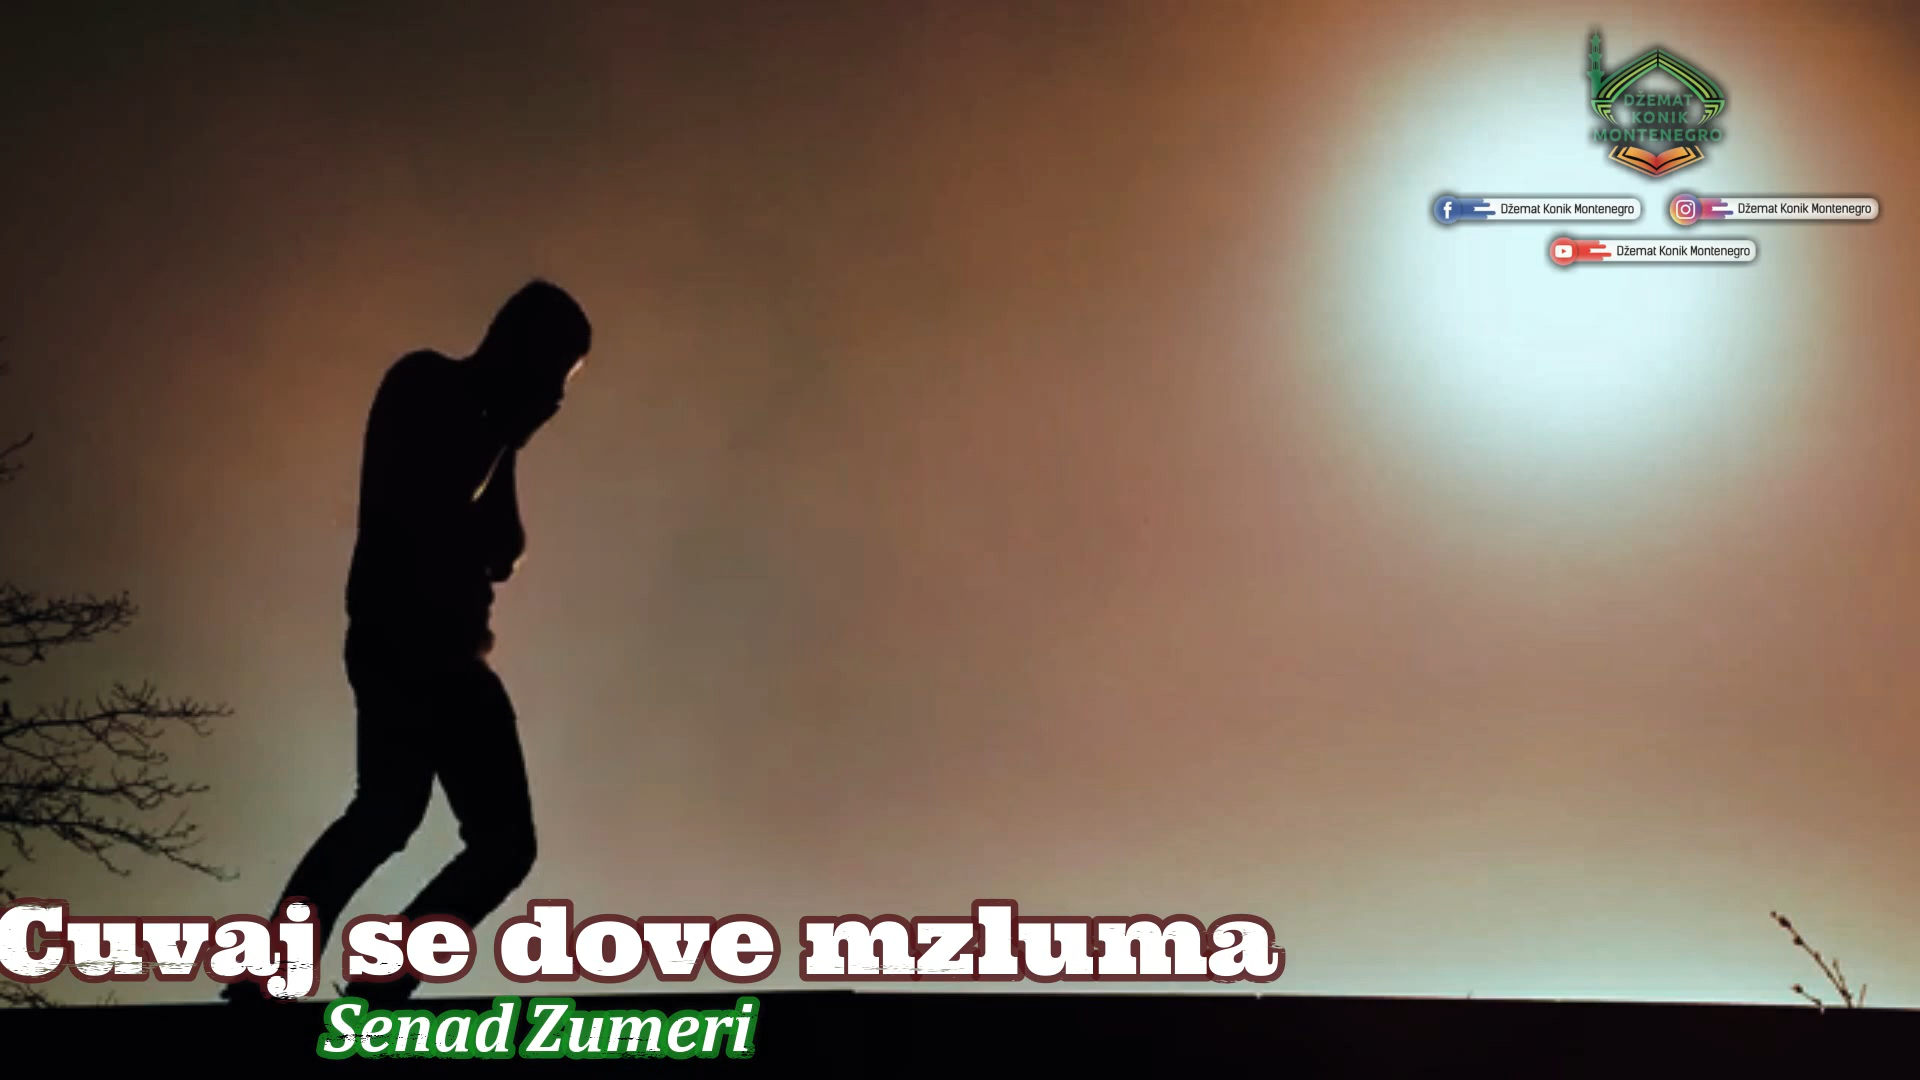 DŽEMAT
KONIK
MONTENEGRO
Džemat Konik Montenegro
Džemat Konik Montenegro
Džemat Konik Montenegro
Cuvaj se dove mzluma
Senad Zumeri